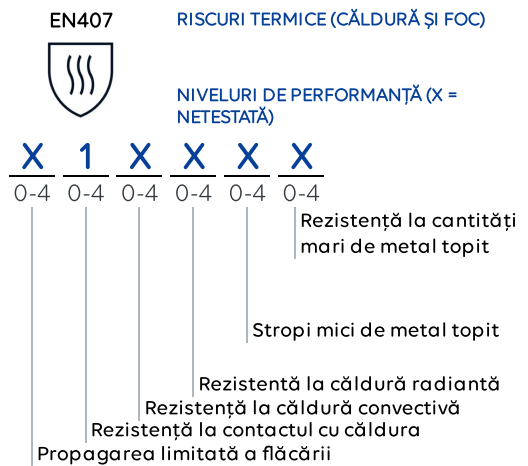 EN407
RISCURI TERMICE (CĂLDURĂ ȘI FOC)
NIVELURI DE PERFORMANȚĂ (X =
NETESTATĂ)
X 1 X X X X
0-4 0-4 0-4 0-4 0-4 0-4
Rezistență la cantități
mari de metal topit
Stropi mici de metal topit
Rezistentă la căldură radiantă
Rezistență la căldură convectivă
Rezistență la contactul cu căldura
Propagarea limitată a flăcării